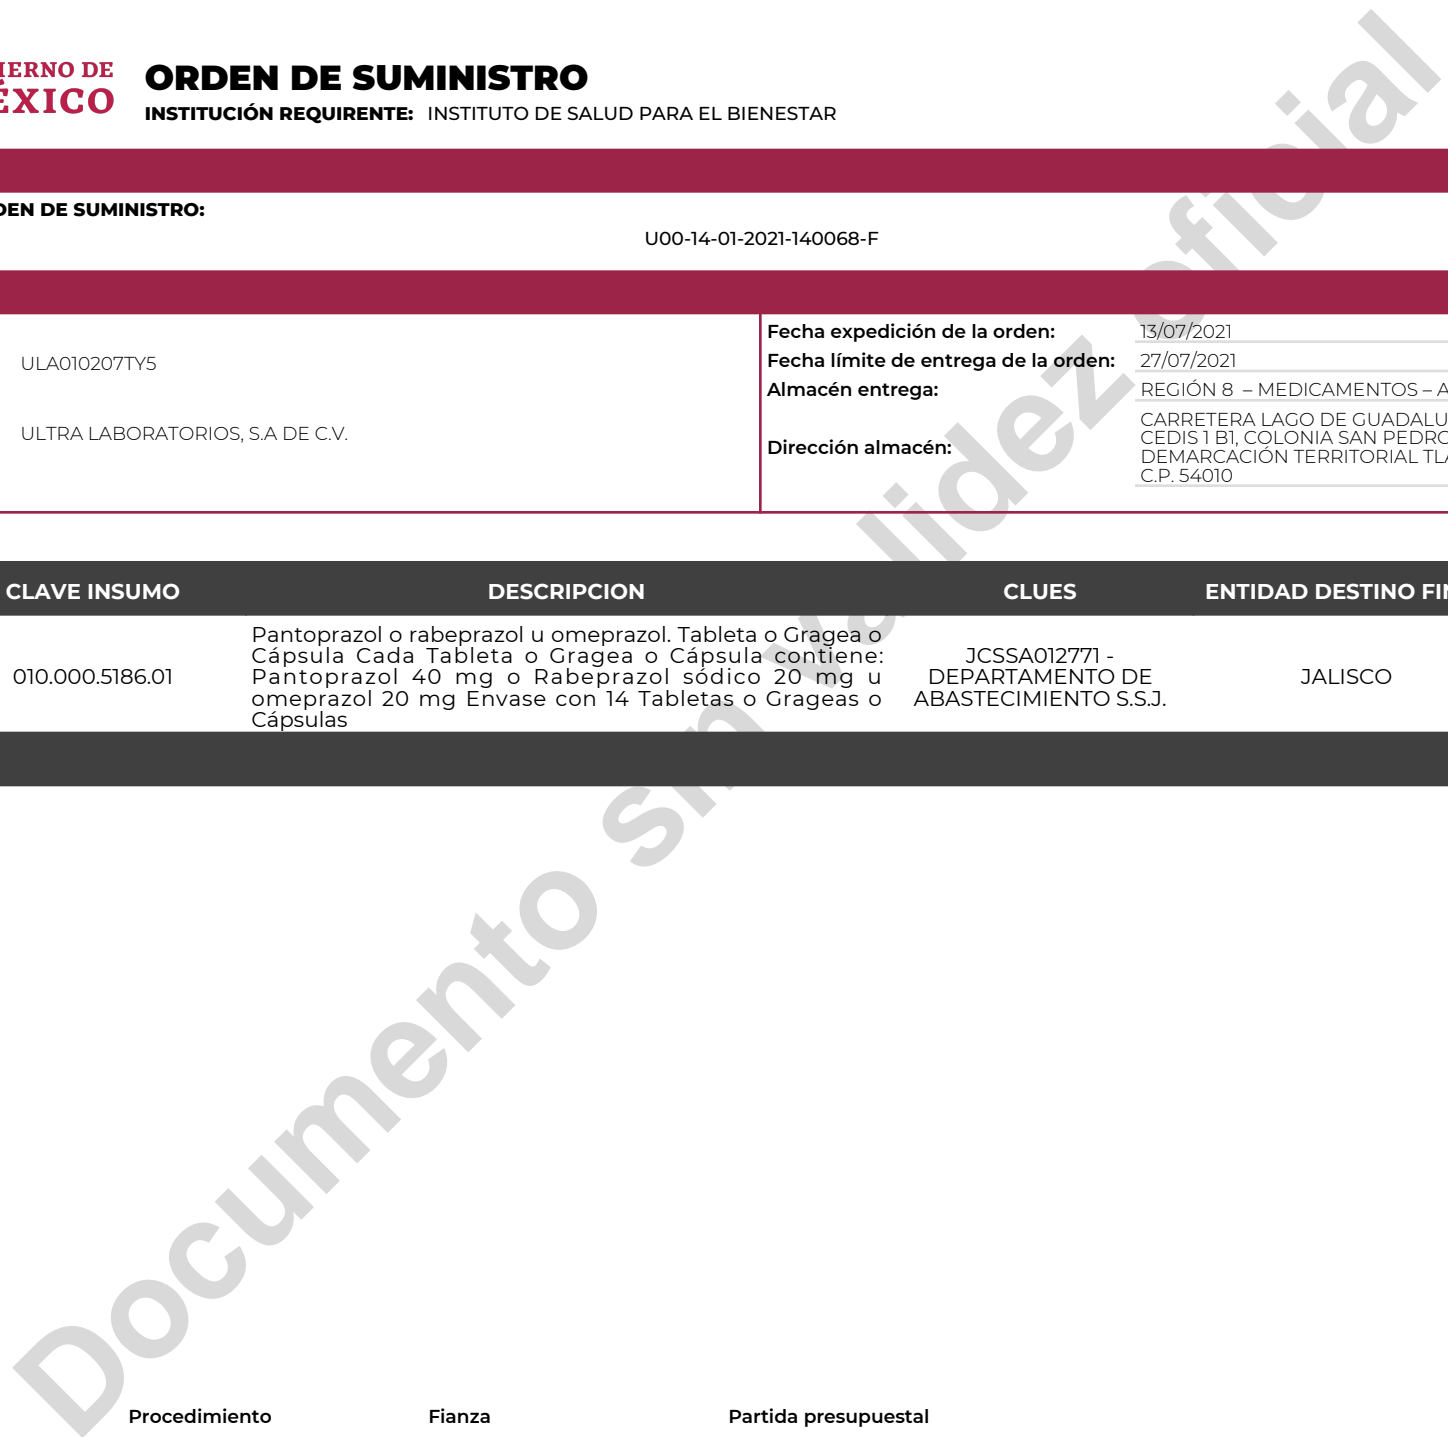 IERNO DE
ÉXICO
ORDEN DE SUMINISTRO
INSTITUCIÓN REQUIRENTE: INSTITUTO DE SALUD PARA EL BIENESTAR
DEN DE SUMINISTRO:
U00-14-01-2021-140068-F
ULA010207TY5
ULTRA LABORATORIOS, S.A DE C.V.
Fecha expedición de la orden: 13/07/2021
Fecha límite de entrega de la orden: 27/07/2021
Almacén entrega: REGIÓN 8 – MEDICAMENTOS – A
Dirección almacén:
CARRETERA LAGO DE GUADALU
CEDIS 1 B1, COLONIA SAN PEDRO
DEMARCACIÓN TERRITORIAL TLA
C.P. 54010
CLAVE INSUMO DESCRIPCION CLUES ENTIDAD DESTINO FIN
010.000.5186.01
Pantoprazol o rabeprazol u omeprazol. Tableta o Gragea o
Cápsula Cada Tableta o Gragea o Cápsula contiene:
Pantoprazol 40 mg o Rabeprazol sódico 20 mg u
omeprazol 20 mg Envase con 14 Tabletas o Grageas o
Cápsulas
JCSSA012771 -
DEPARTAMENTO DE
ABASTECIMIENTO S.S.J.
JALISCO
Documento sin validez oficial
Procedimiento Fianza Partida presupuestal